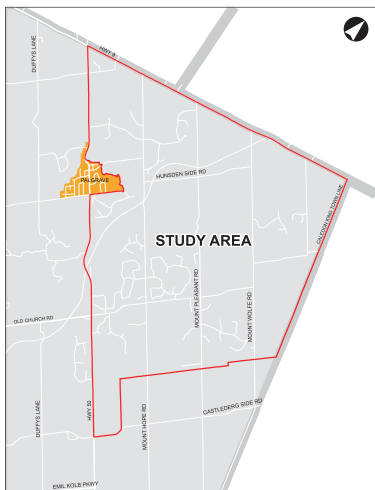 DUFFYS LANE
HWY 9
PALGRAVE
HUNSDEN SIDE RD
CALEDON KING TOWN LINE
STUDY AREA
MOUNT PLEASANT RD
MOUNT WOLFE RD
OLD CHURCH RD
HWY 50
DUFFYS LANE
MOUNT HOPE RD
CASTLEDERG SIDE RD
EMIL KOLB PKWY